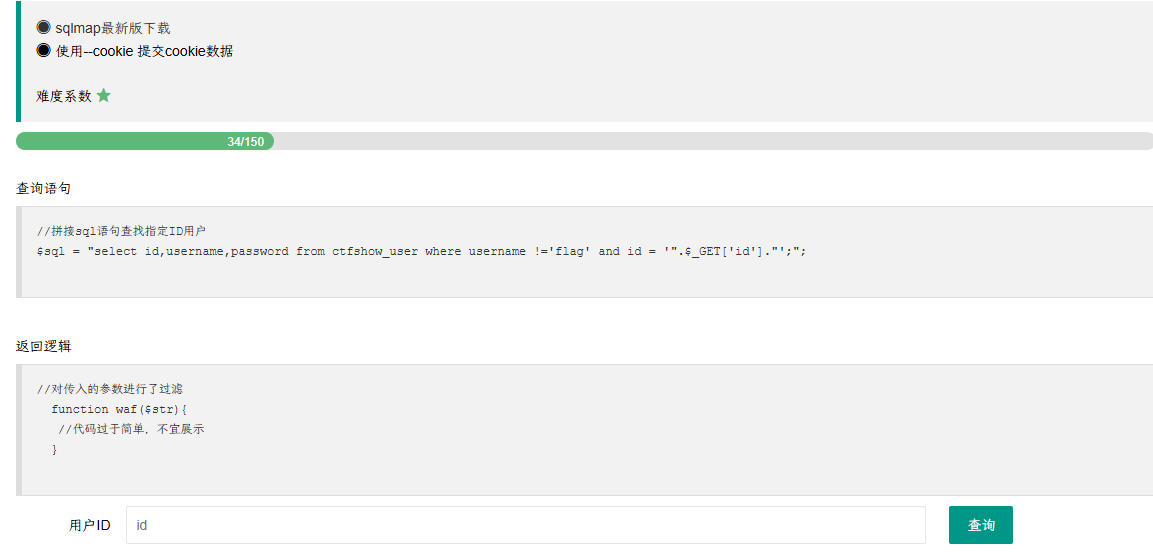 sqlmap最新版下载
使用--cookie 提交cookie数据
难度系数
34/150
查询语句
//拼接sql语句查找指定ID用户
$sql = "select id,username,password from ctfshow_user where username !='flag' and id = '".$_GET['id']."';";
返回逻辑
//对传入的参数进行了过滤
function waf($str){
//代码过于简单，不宜展示
}
用户ID id 查询